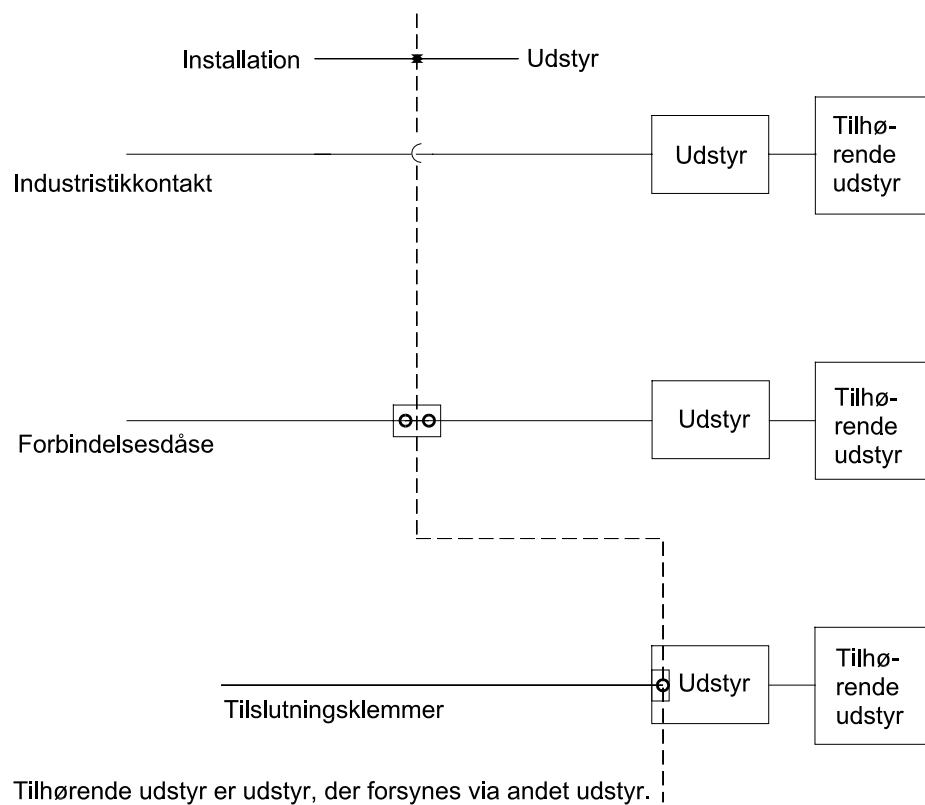 Installation
Udstyr
Industristikkontakt
Udstyr
Tilhø-
rende
udstyr
Forbindelsesdåse
Udstyr
Tilhø-
rende
udstyr
Tilslutningsklemmer
Udstyr
Tilhø-
rende
udstyr
Tilhørende udstyr er udstyr, der forsynes via andet udstyr.